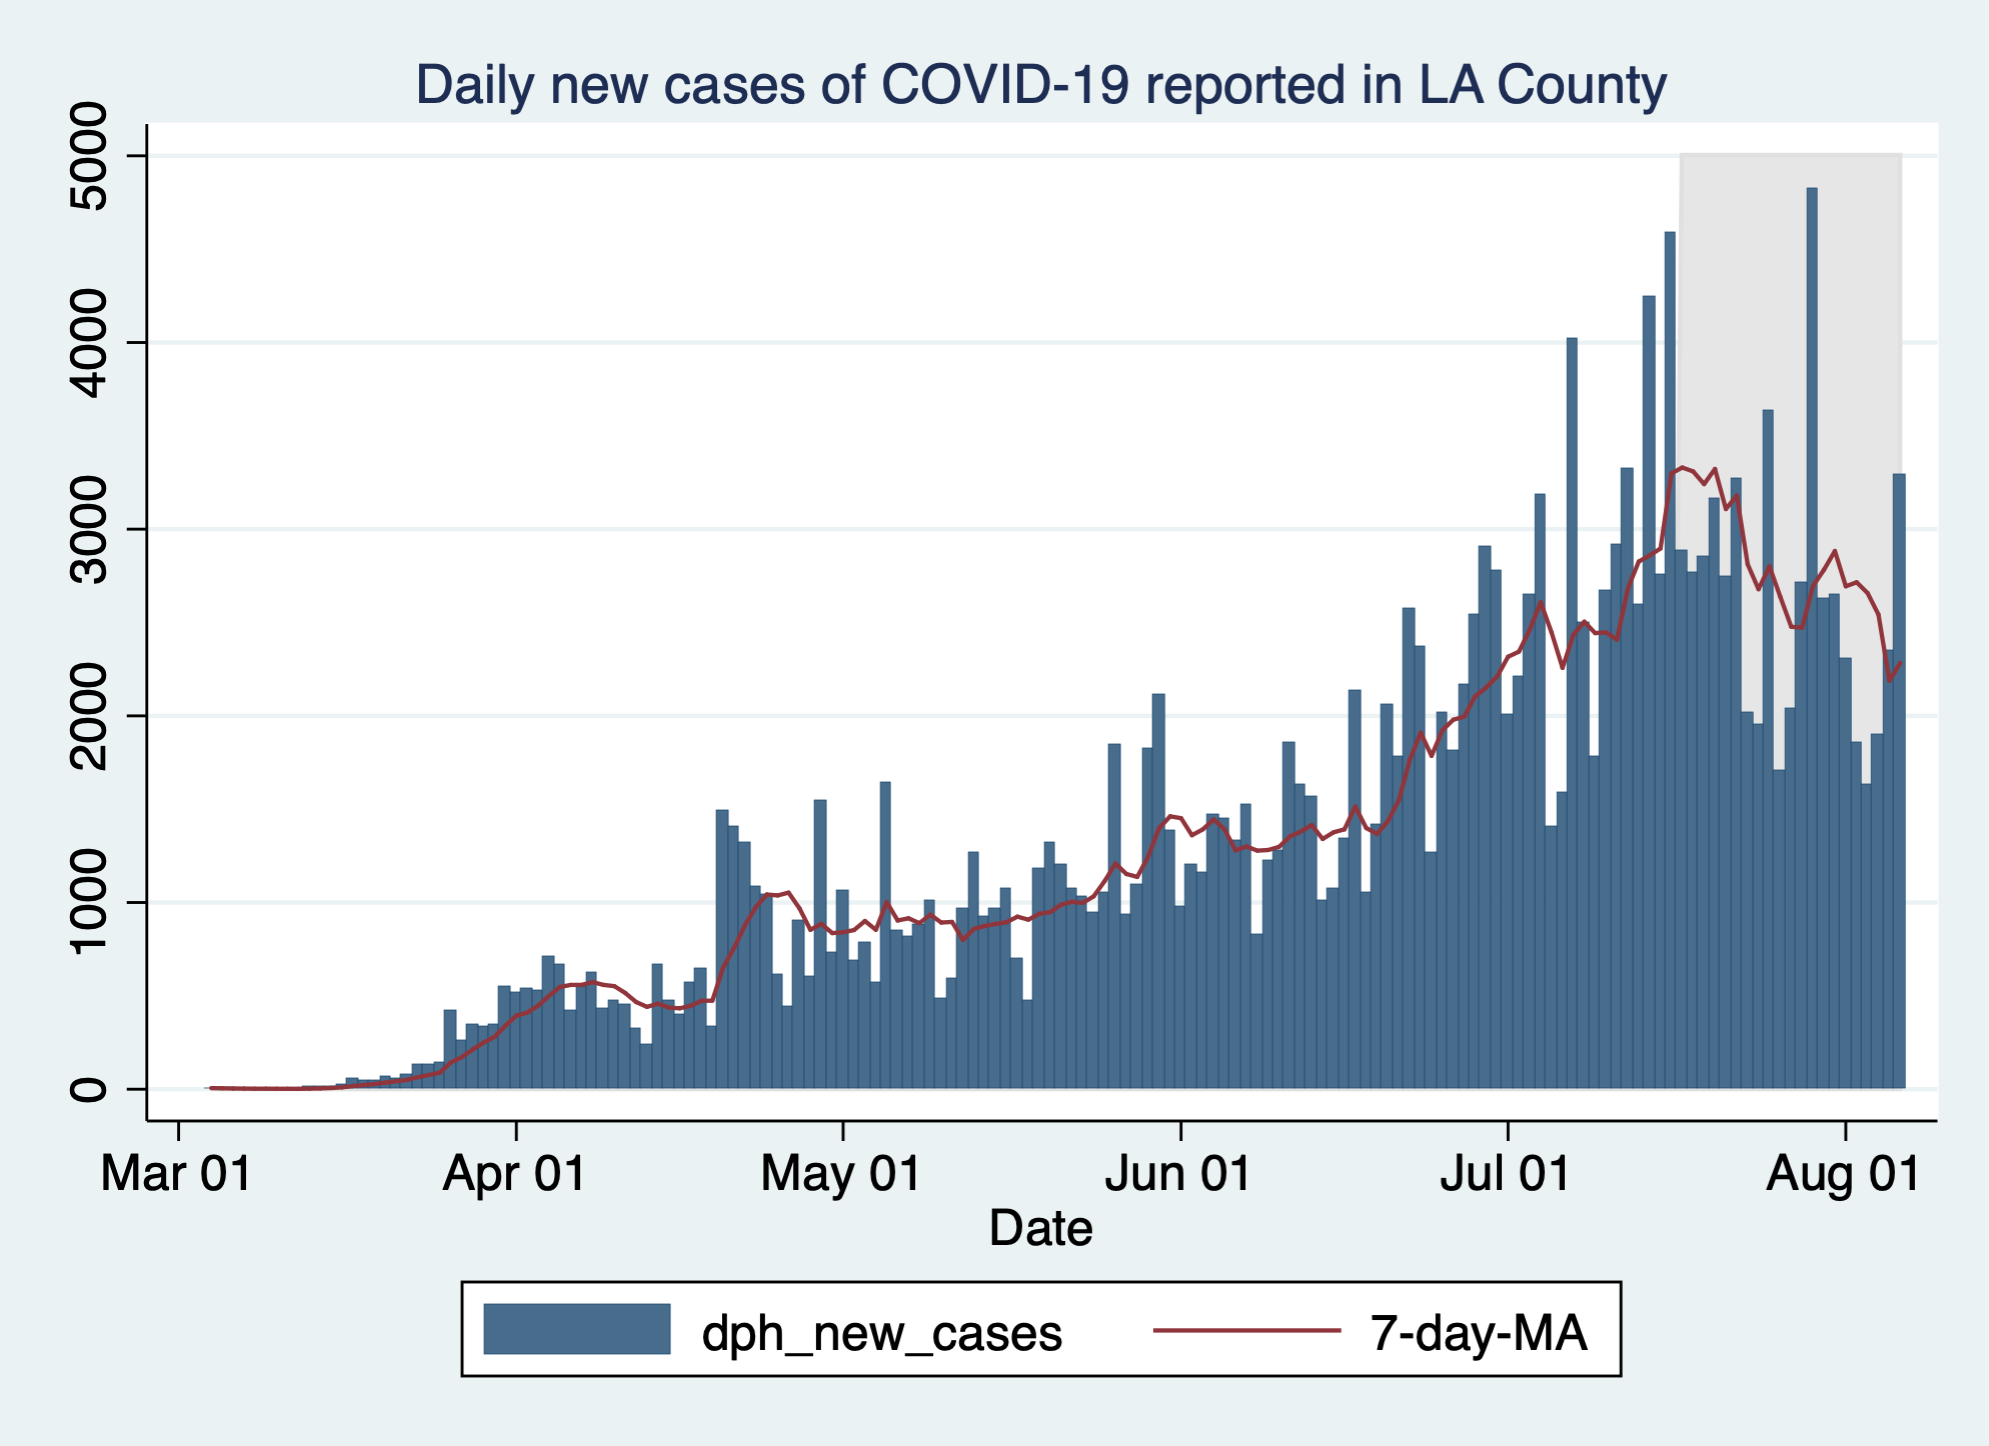 Daily new cases of COVID-19 reported in LA County
5000
4000
3000
2000
1000
0
Mar 01 Apr 01 May 01 Jun 01 Jul 01 Aug 01
Date
dph_new_cases 7-day-MA